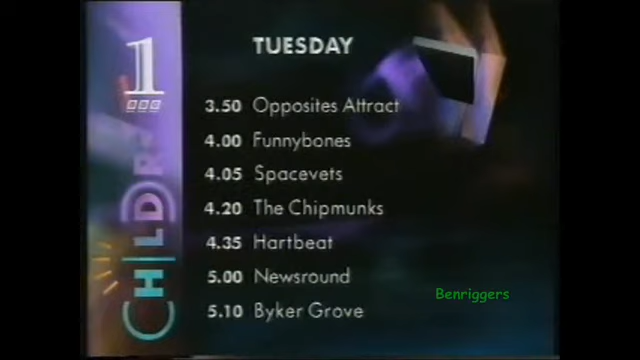 TUESDAY
1
BBC
CHILDR
3.50 Opposites Attract
4.00 Funnybones
4.05 Spacevets
4.20 The Chipmunks
4.35 Hartbeat
5.00 Newsround
5.10 Byker Grove
Benriggers